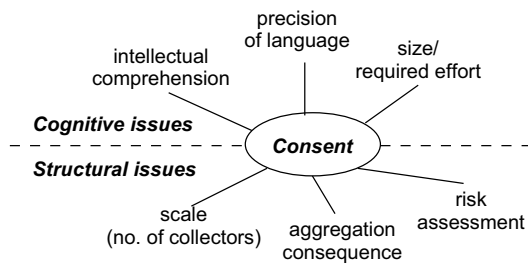 precision
of language
intellectual
comprehension
size/
required effort
Cognitive issues
Consent
Structural issues
scale
(no. of collectors)
aggregation
consequence
risk
assessment